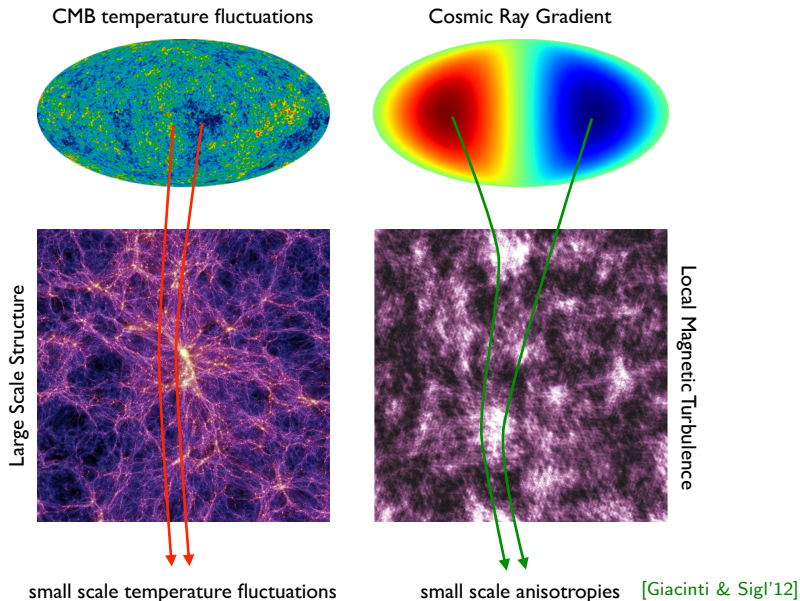 CMB temperature fluctuations
Cosmic Ray Gradient
Large Scale Structure
Local Magnetic Turbulence
small scale temperature fluctuations
small scale anisotropies
[Giacinti & Sigl'12]